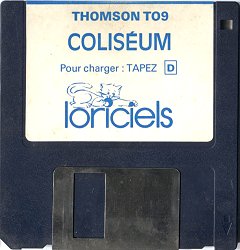 THOMSON TO9
COLISÉUM
Pour charger : TAPEZ D
loriciels